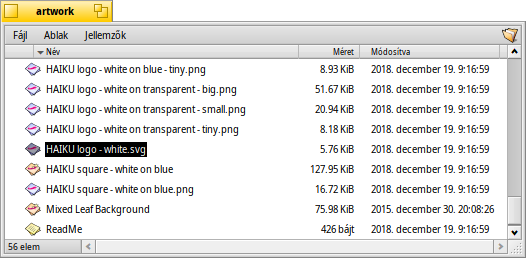 artwork
Fájl Ablak Jellemzők
Név Méret Módosítva
HAIKU logo - white on blue - tiny.png 8.93 KiB 2018. december 19. 9:16:59
HAIKU logo - white on transparent - big.png 51.67 KiB 2018. december 19. 9:16:59
HAIKU logo - white on transparent - small.png 20.94 KiB 2018. december 19. 9:16:59
HAIKU logo - white on transparent - tiny.png 8.18 KiB 2018. december 19. 9:16:59
HAIKU logo - white.svg 5.76 KiB 2018. december 19. 9:16:59
HAIKU square - white on blue 127.95 KiB 2018. december 19. 9:16:59
HAIKU square - white on blue.png 16.72 KiB 2018. december 19. 9:16:59
Mixed Leaf Background 75.98 KiB 2015. december 30. 20:08:26
ReadMe 426 bájt 2018. december 19. 9:16:59
56 elem